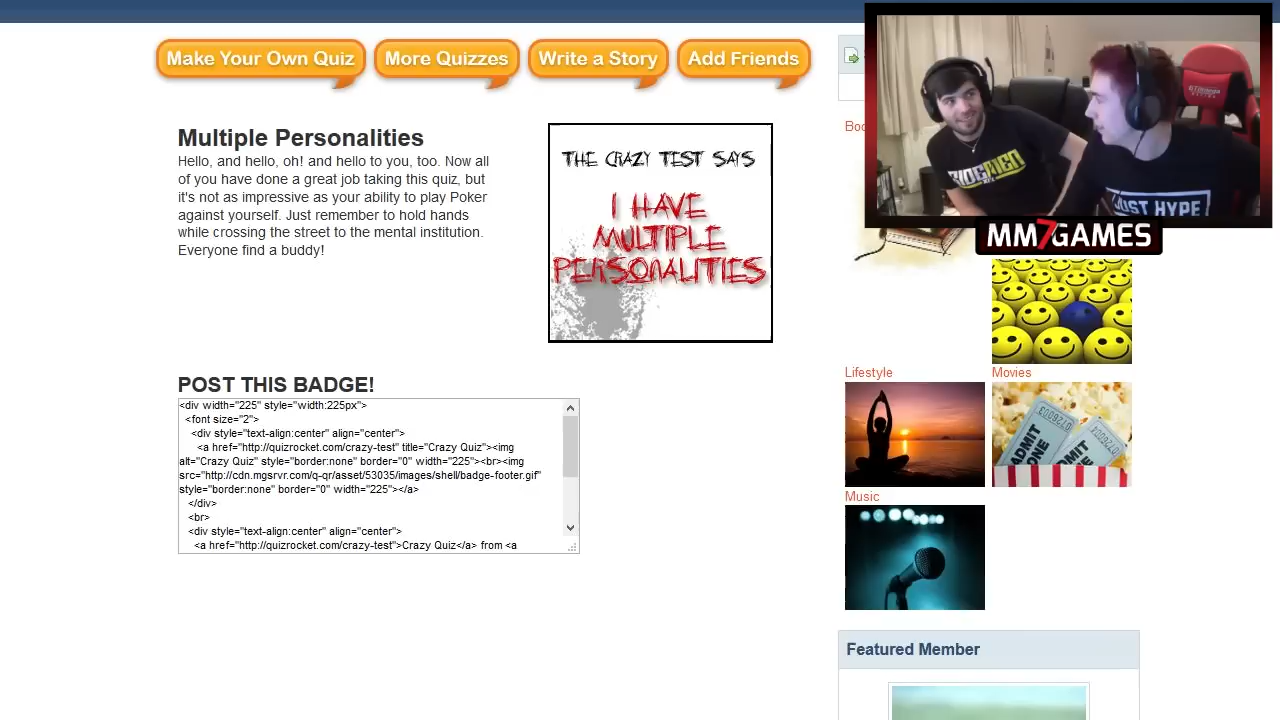 Make Your Own Quiz
More Quizzes
Write a Story
Add Friends
Multiple Personalities
Hello, and hello, oh! and hello to you, too. Now all
of you have done a great job taking this quiz, but
it's not as impressive as your ability to play Poker
against yourself. Just remember to hold hands
while crossing the street to the mental institution.
Everyone find a buddy!
THE CRAZY TEST SAYS
I HAVE
MULTIPLE
PERSONALITIES
POST THIS BADGE!
<div width="225" style="width:225px">
<font size="2">
<div style="text-align:center" align="center">
<a href="http://quizrocket.com/crazy-test" title="Crazy Quiz"><img
alt="Crazy Quiz" style="border:none" border="0" width="225"><br><img
src="http://cdn.mgsrvr.com/q-qr/asset/53035/images/shell/badge-footer.gif"
style="border:none" border="0" width="225"></a>
</div>
<br>
<div style="text-align:center" align="center">
<a href="http://quizrocket.com/crazy-test">Crazy Quiz</a> from <a
JUST HYPE
MM7GAMES
Lifestyle
Movies
ADMIT
ONE
0726003
Music
Featured Member